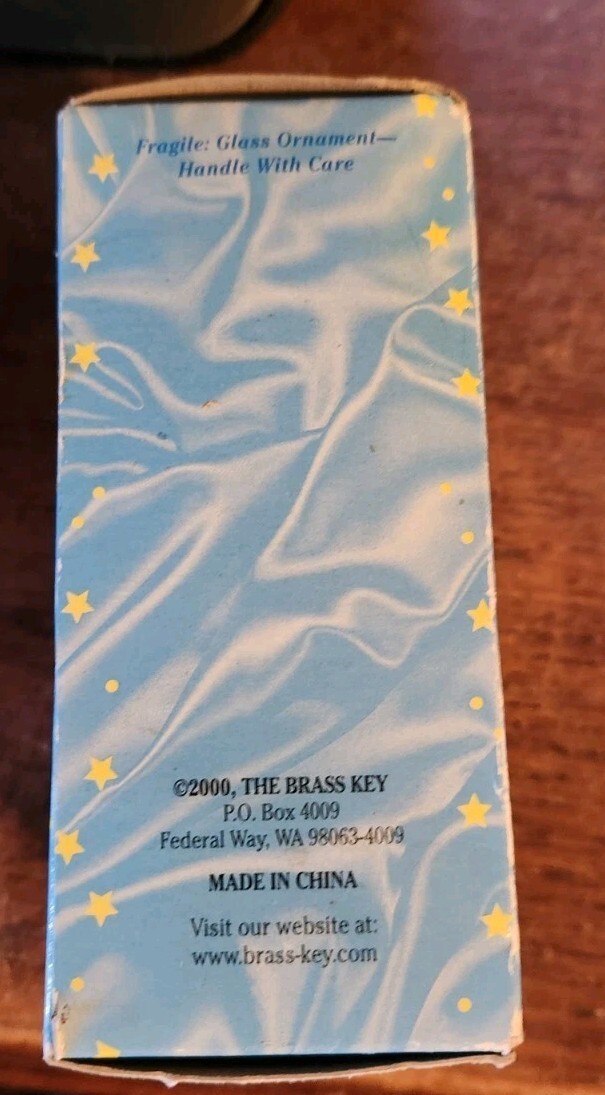 Fragile: Glass Ornament—
Handle With Care
©2000, THE BRASS KEY
P.O. Box 4009
Federal Way, WA 98063-4009
MADE IN CHINA
Visit our website at:
www.brass-key.com